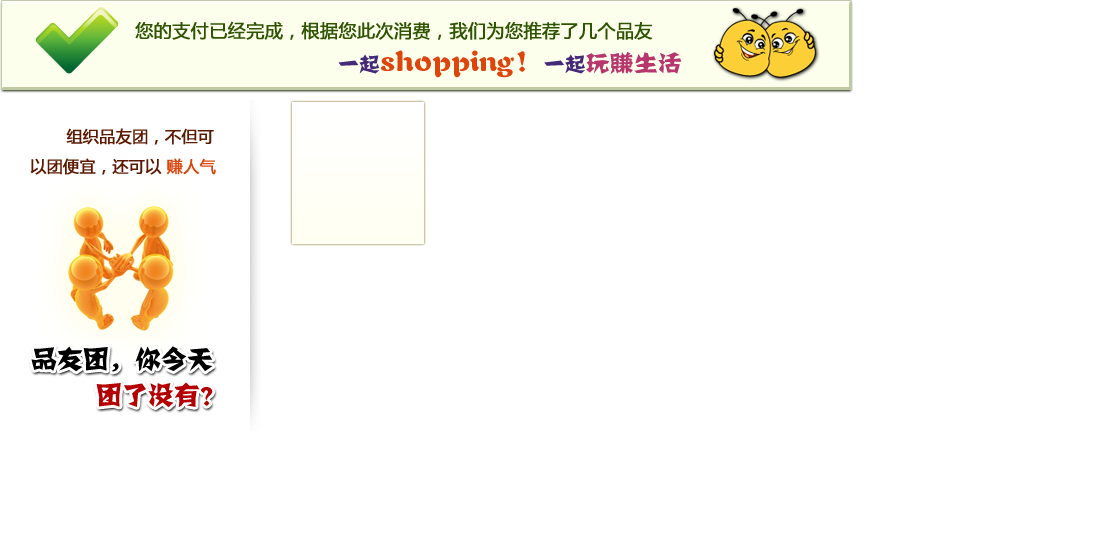 您的支付已经完成，根据您此次消费，我们为您推荐了几个品友
一起shopping！ 一起玩赚生活
组织品友团，不但可
以团便宜，还可以 赚人气
品友团，你今天
团了没有?